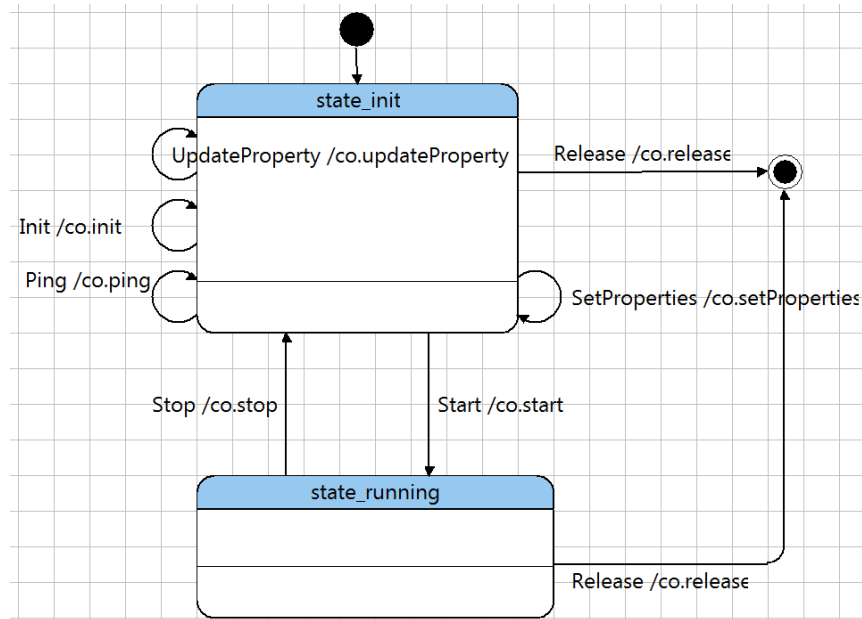 state_init
UpdateProperty /co.updateProperty
Release /co.release
Init /co.init
Ping /co.ping
SetProperties /co.setProperties
Stop /co.stop
Start /co.start
state_running
Release /co.release